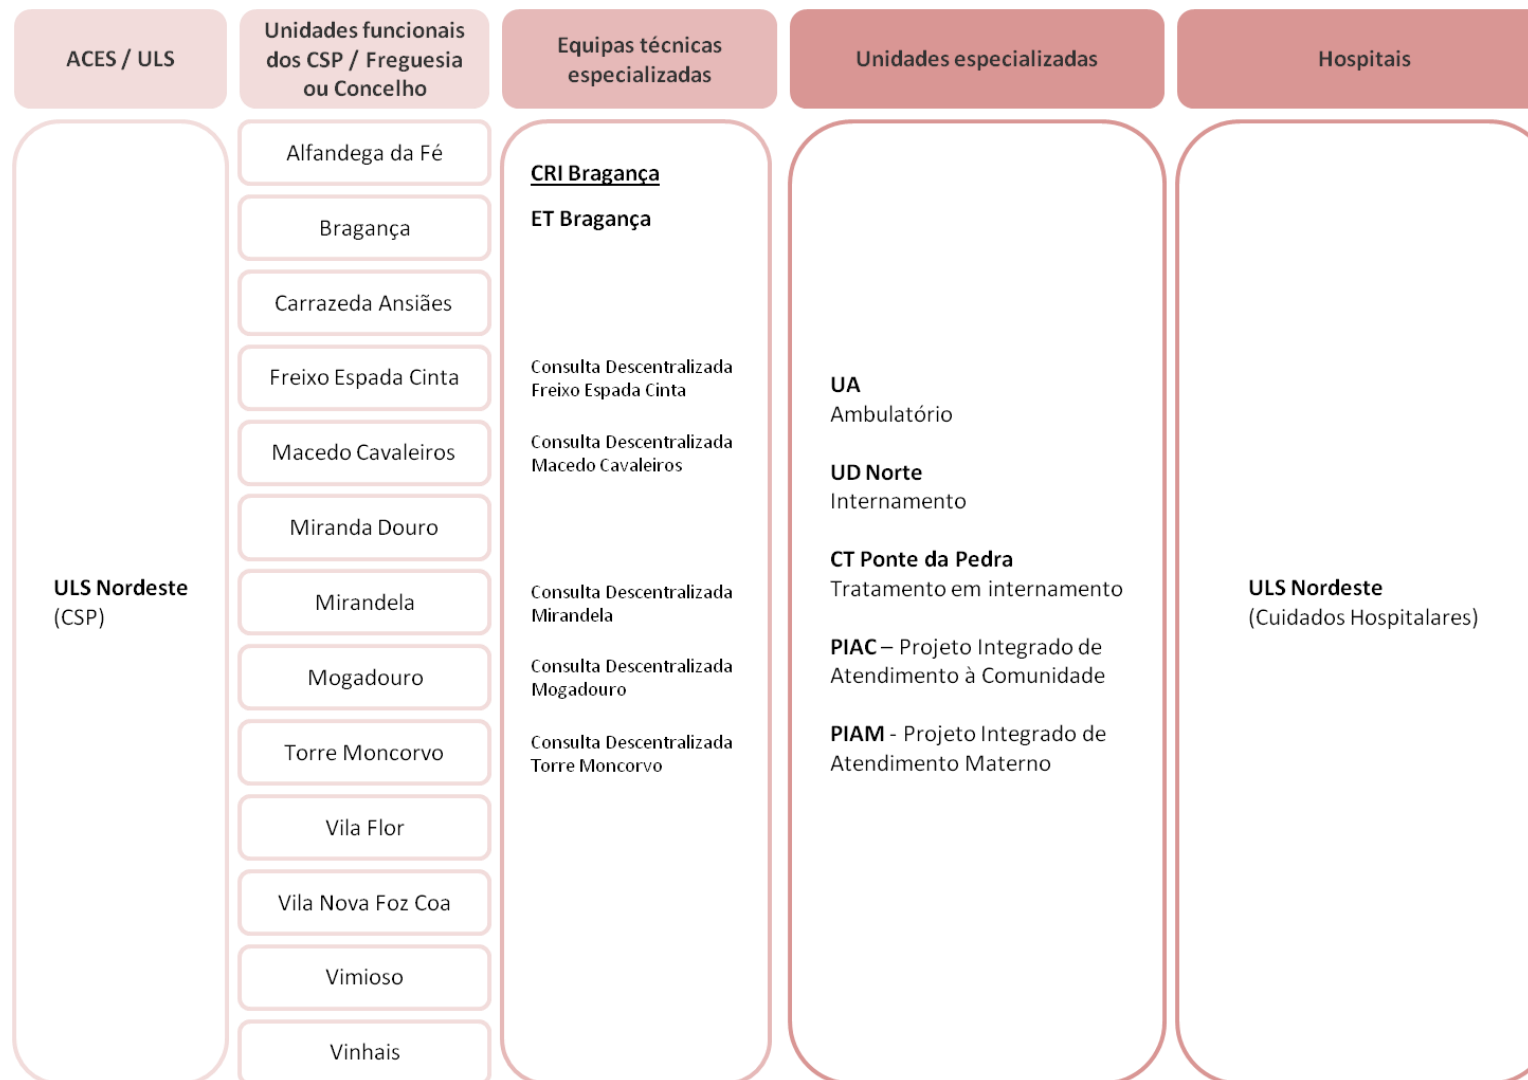 ACES / ULS
Unidades funcionais
dos CSP / Freguesia
ou Concelho
Equipas técnicas
especializadas
Unidades especializadas
Hospitais
ULS Nordeste
(CSP)
Alfandega da Fé
Bragança
Carrazeda Ansiães
Freixo Espada Cinta
Macedo Cavaleiros
Miranda Douro
Mirandela
Mogadouro
Torre Moncorvo
Vila Flor
Vila Nova Foz Coa
Vimioso
Vinhais
CRI Bragança
ET Bragança
Consulta Descentralizada
Freixo Espada Cinta
Consulta Descentralizada
Macedo Cavaleiros
Consulta Descentralizada
Mirandela
Consulta Descentralizada
Mogadouro
Consulta Descentralizada
Torre Moncorvo
UA
Ambulatório
UD Norte
Internamento
CT Ponte da Pedra
Tratamento em internamento
PIAC – Projeto Integrado de
Atendimento à Comunidade
PIAM - Projeto Integrado de
Atendimento Materno
ULS Nordeste
(Cuidados Hospitalares)